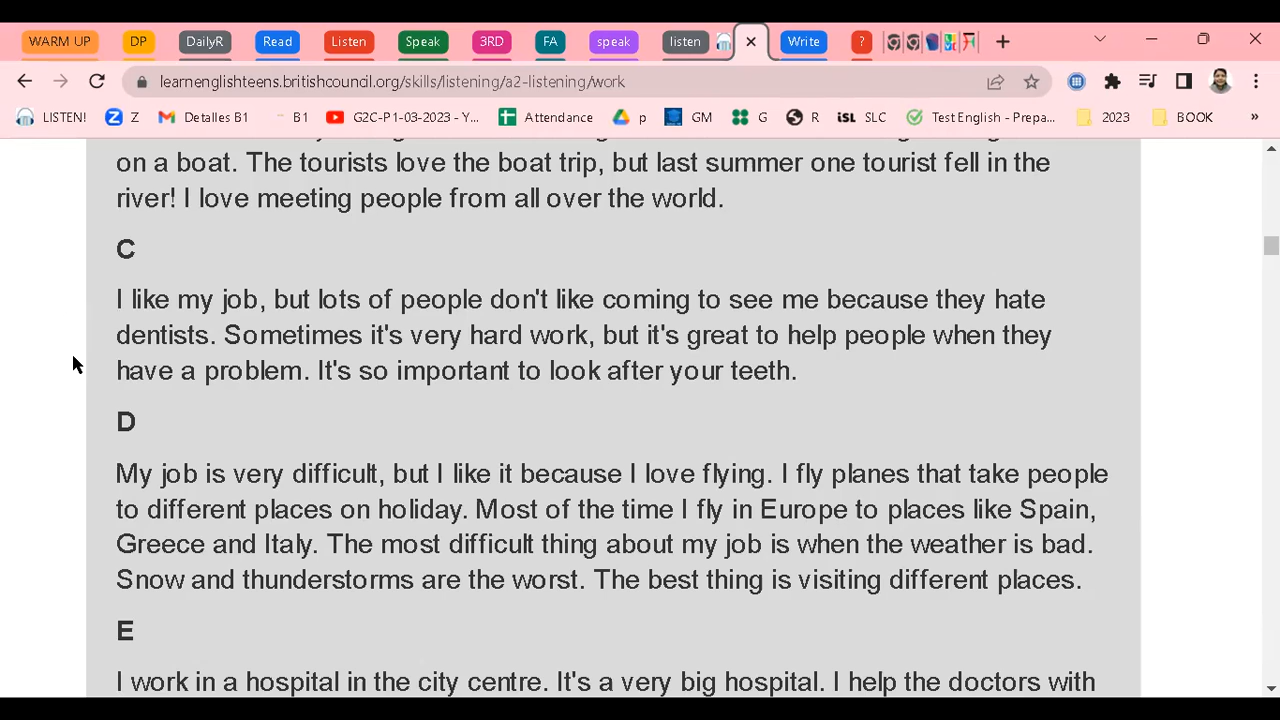 WARM UP DP DailyR Read Listen Speak 3RD FA speak listen Write ?
learnenglishteens.britishcouncil.org/skills/listening/a2-listening/work
LISTEN! Z Detalles B1 B1 G2C-P1-03-2023 - Y... Attendance p GM G R iSL SLC Test English - Prepa... 2023 BOOK »
on a boat. The tourists love the boat trip, but last summer one tourist fell in the
river! I love meeting people from all over the world.
C
I like my job, but lots of people don't like coming to see me because they hate
dentists. Sometimes it's very hard work, but it's great to help people when they
have a problem. It's so important to look after your teeth.
D
My job is very difficult, but I like it because I love flying. I fly planes that take people
to different places on holiday. Most of the time I fly in Europe to places like Spain,
Greece and Italy. The most difficult thing about my job is when the weather is bad.
Snow and thunderstorms are the worst. The best thing is visiting different places.
E
I work in a hospital in the city centre. It's a very big hospital. I help the doctors with